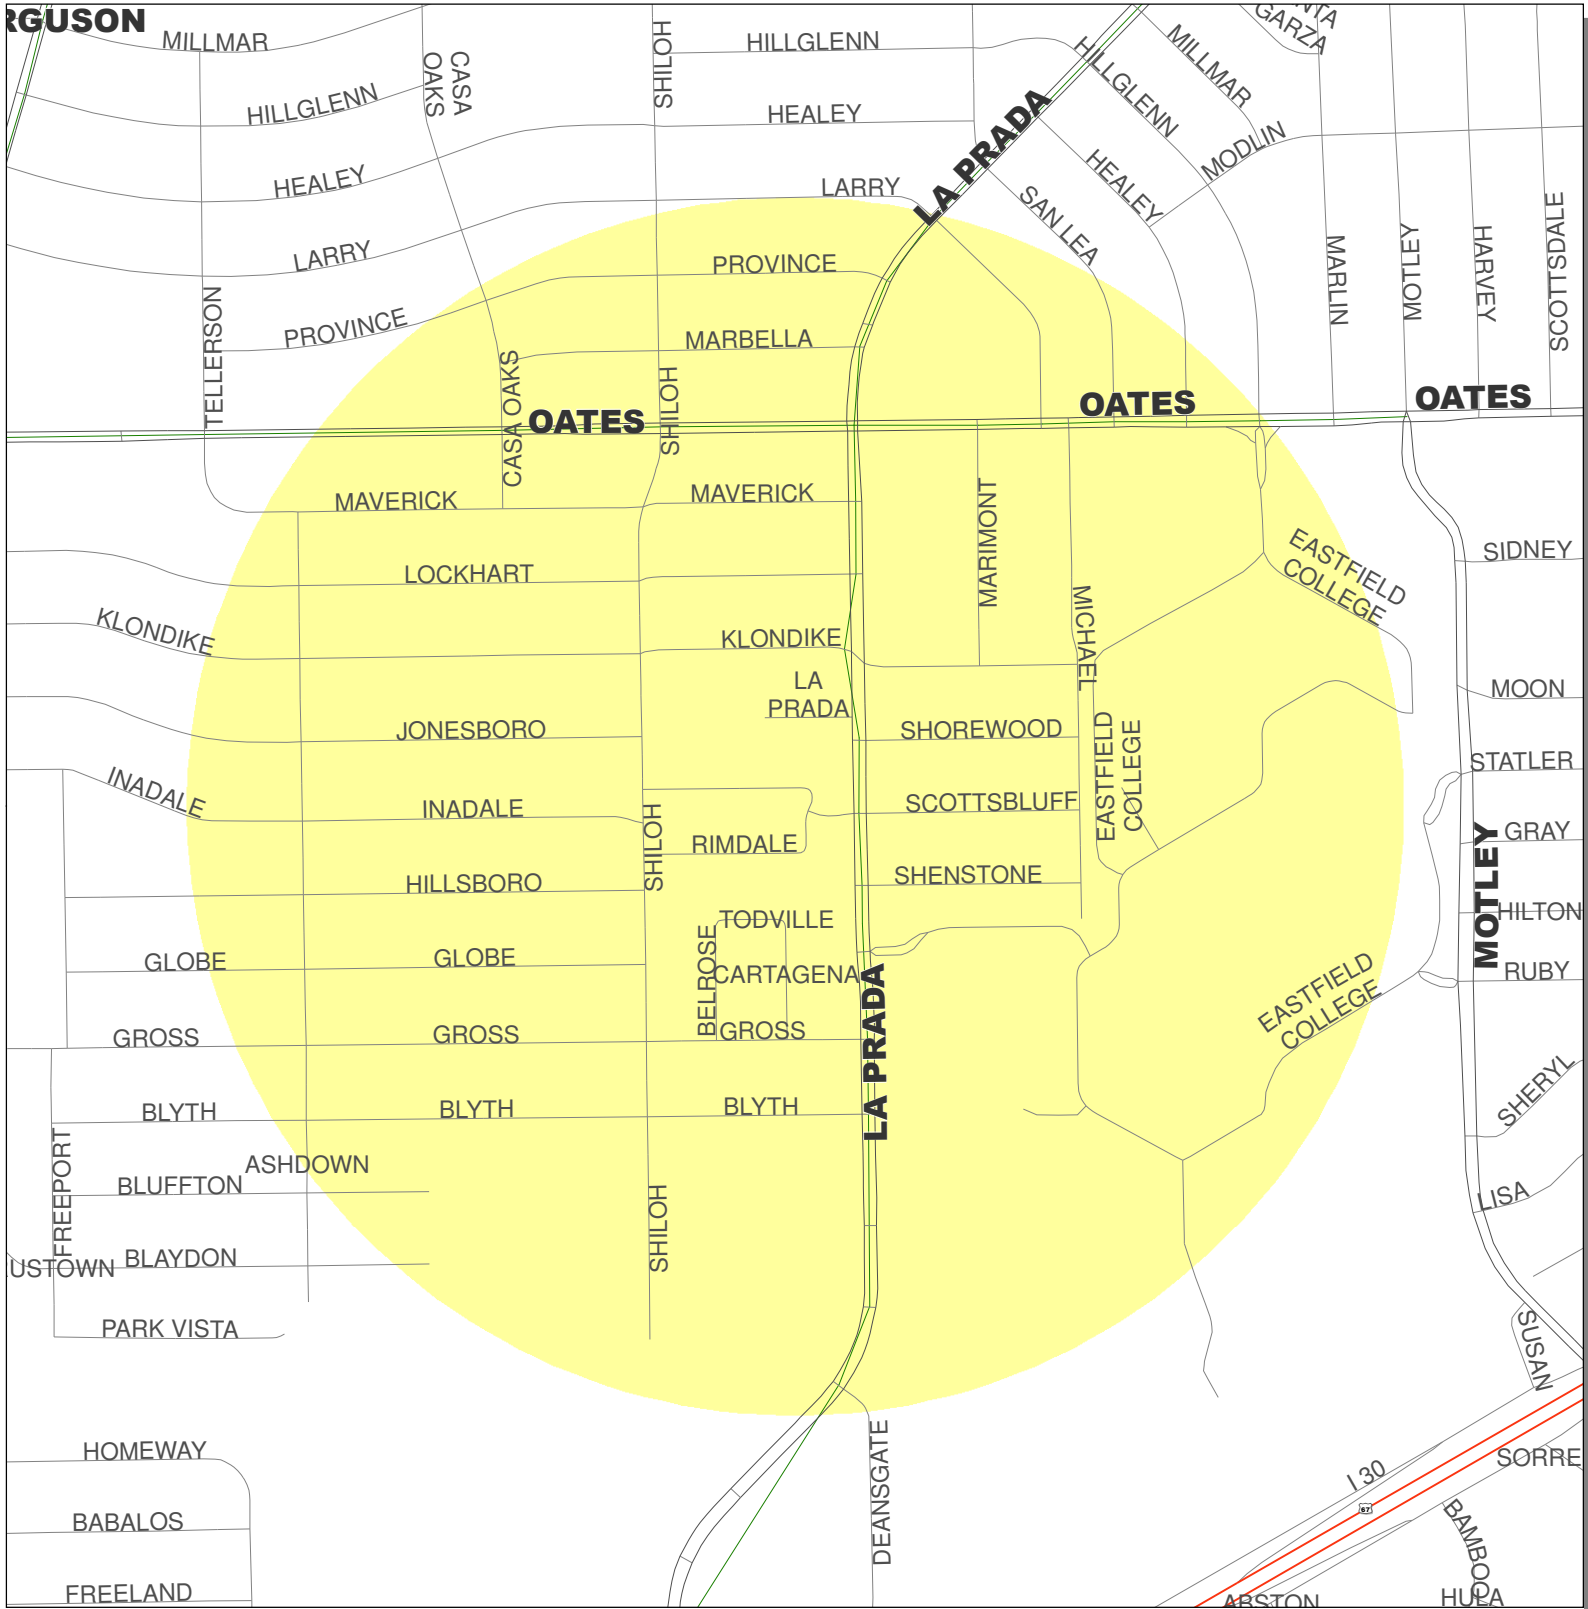 RGUSON
MILLMAR
CASA
OAKS
SHILOH
HILLGLENN
HILLGLENN
MILLMAR
NTA
GARZA
HILLGLENN
HEALEY
LA PRADA
MODLIN
HEALEY
HEALEY
LARRY
SAN LEA
SCOTTSDALE
LARRY
PROVINCE
MARLIN
MOTLEY
HARVEY
TELLERSON
PROVINCE
MARBELLA
CASA OAKS
SHILOH
OATES
OATES
OATES
MAVERICK
MAVERICK
MARIMONT
EASTFIELD
COLLEGE
SIDNEY
LOCKHART
MICHAEL
KLONDIKE
KLONDIKE
LA
PRADA
MOON
JONESBORO
SHOREWOOD
EASTFIELD
COLLEGE
STATLER
INADALE
INADALE
SCOTTSBLUFF
SHILOH
RIMDALE
GRAY
MOTLEY
HILLSBORO
SHENSTONE
TODVILLE
HILTON
BELROSE
GLOBE
GLOBE
CARTAGENA
LA PRADA
EASTFIELD
COLLEGE
RUBY
GROSS
GROSS
GROSS
BLYTH
BLYTH
BLYTH
SHERYL
FREEPORT
ASHDOWN
BLUFFTON
SHILOH
LISA
BLAYDON
USTOWN
PARK VISTA
SUSAN
HOMEWAY
DEANSGATE
I 30
67
SORRE
BABALOS
BAMBOO
FREELAND
ARSTON
HULA